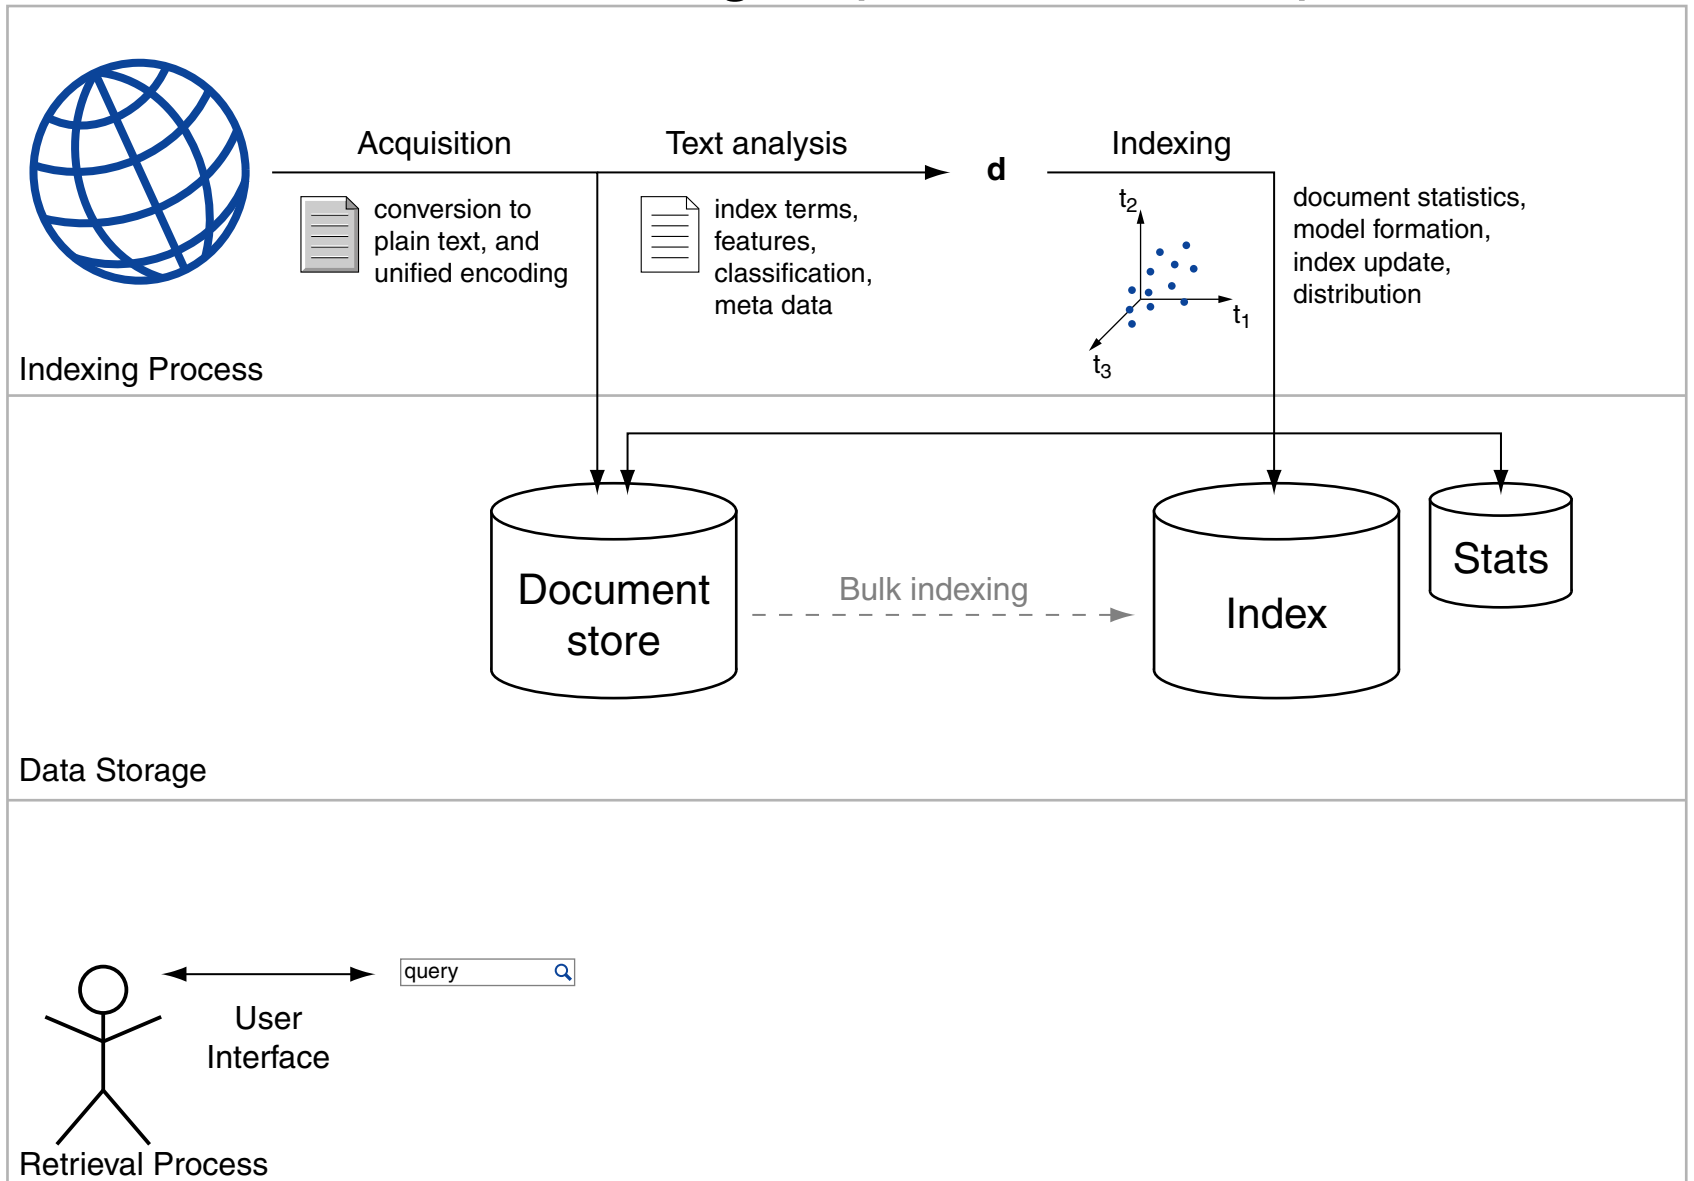 Acquisition
conversion to
plain text, and
unified encoding
Text analysis
index terms,
features,
classification,
meta data
d
Indexing
t2
t1
t3
document statistics,
model formation,
index update,
distribution
Indexing Process
Document
store
Bulk indexing
Index
Stats
Data Storage
query
User
Interface
Retrieval Process